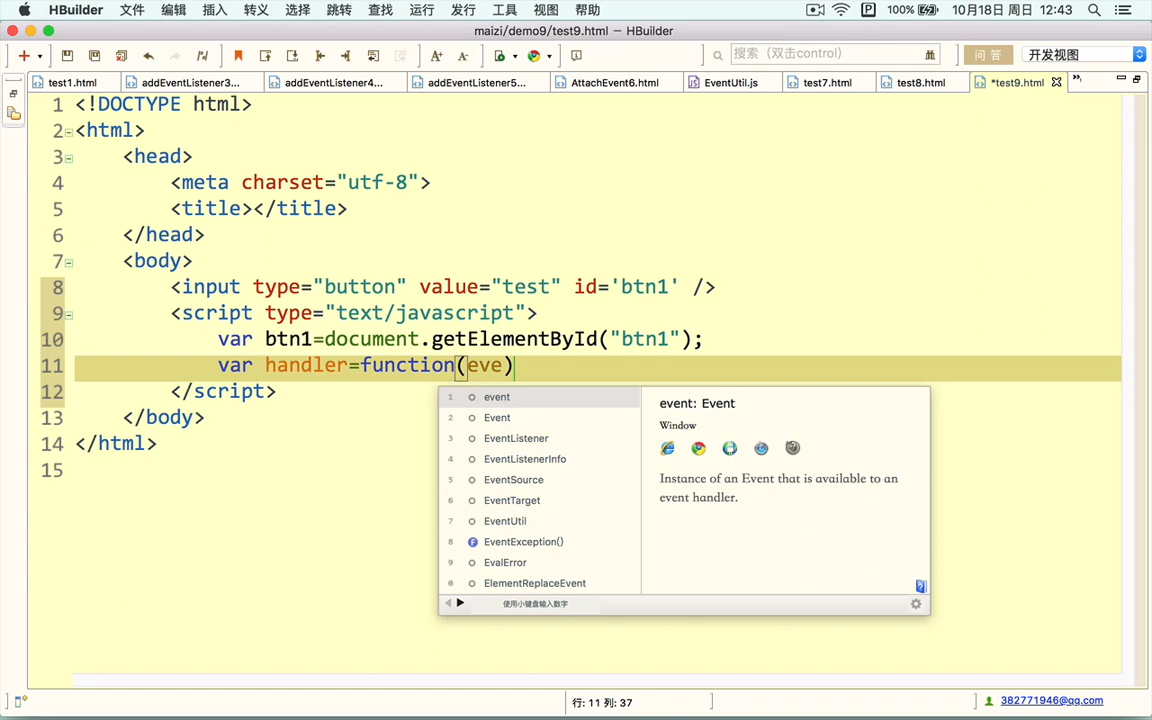 HBuilder 文件 编辑 插入 转义 选择 跳转 查找 运行 发行 工具 视图 帮助 P 100% 10月18日 周日 12:43
maizi/demo9/test9.html — HBuilder
A+ A- 搜索（双击control） 问 答 开发视图
test1.html addEventListener3... addEventListener4... addEventListener5... AttachEvent6.html EventUtil.js test7.html test8.html *test9.html
1 <!DOCTYPE html>
2 <html>
3 <head>
4 <meta charset="utf-8">
5 <title></title>
6 </head>
7 <body>
8 <input type="button" value="test" id='btn1' />
9 <script type="text/javascript">
10 var btn1=document.getElementById("btn1");
11 var handler=function(eve)
12 </script>
13 </body>
14 </html>
15
1 event
2 Event
3 EventListener
4 EventListenerInfo
5 EventSource
6 EventTarget
7 EventUtil
8 F EventException()
9 EvalError
0 ElementReplaceEvent
使用小键盘输入数字
event: Event
Window
Instance of an Event that is available to an
event handler.
行: 11 列: 37
382771946@qq.com